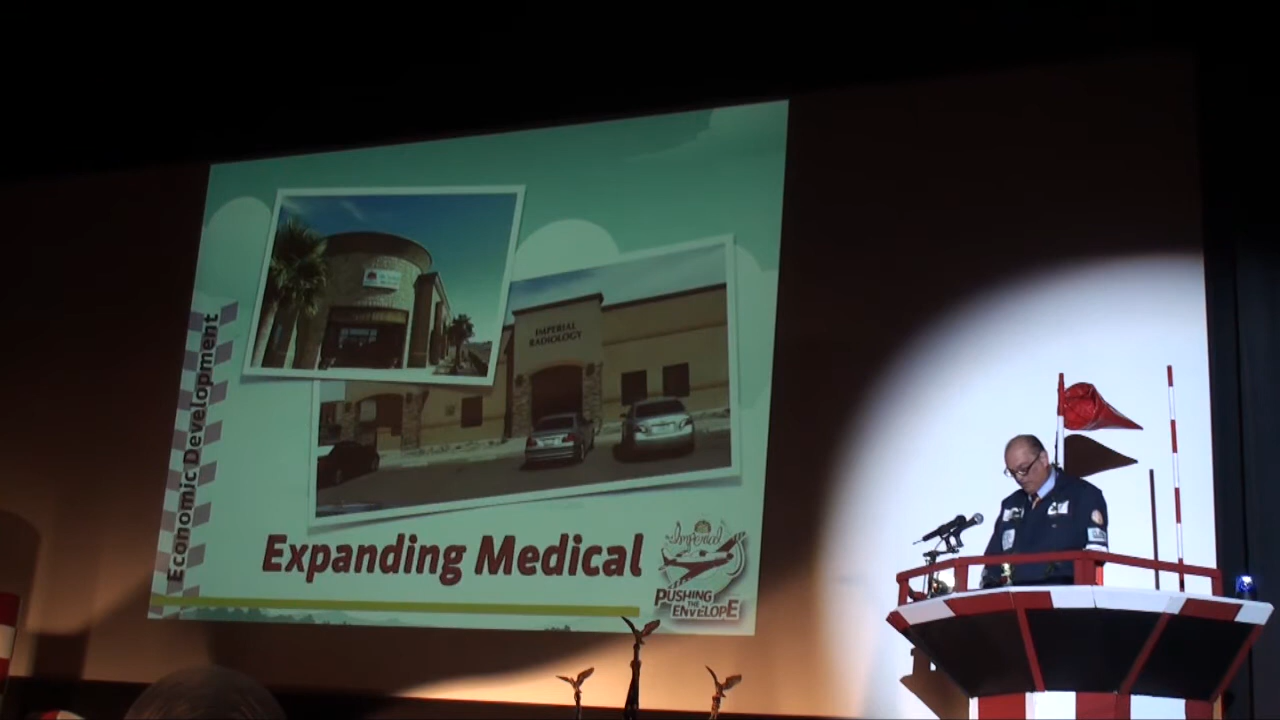 IMPERIAL
RADIOLOGY
Economic Development
Expanding Medical
Imperial
PUSHING
THE
ENVELOPE